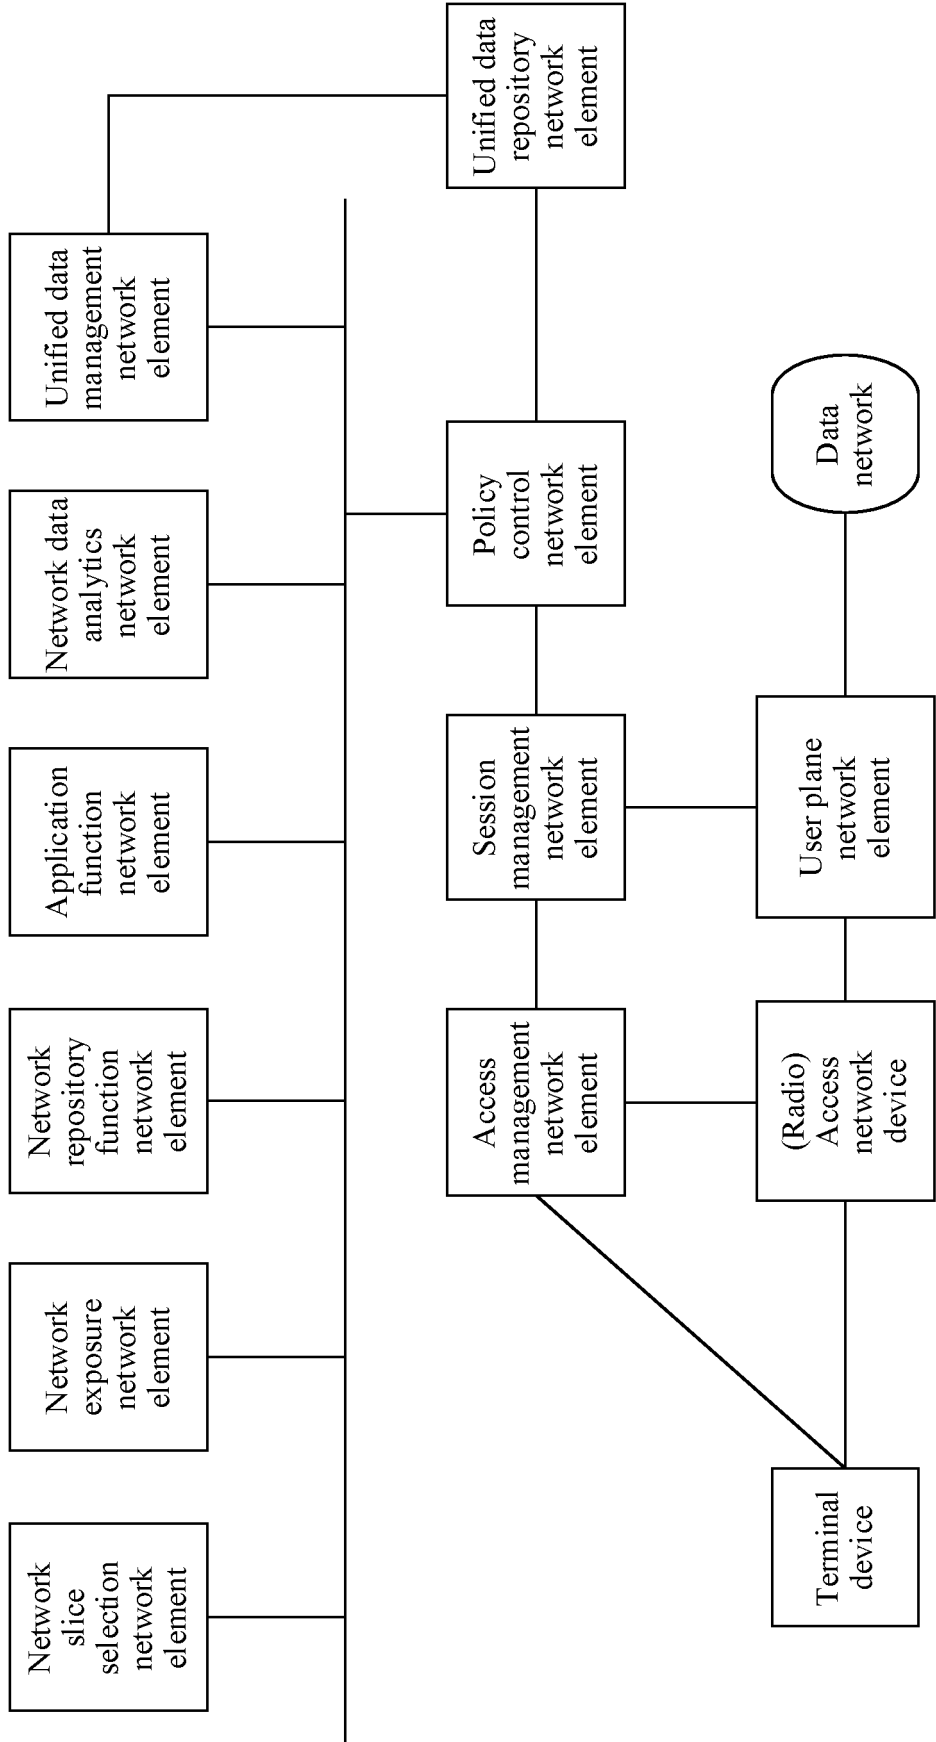 Network
slice
selection
network
element
Network
exposure
network
element
Network
repository
function
network
element
Application
function
network
element
Network data
analytics
network
element
Unified data
management
network
element
Access
management
network
element
Session
management
network
element
Policy
control
network
element
Unified data
repository
network
element
Terminal
device
(Radio)
Access
network
device
User plane
network
element
Data
network